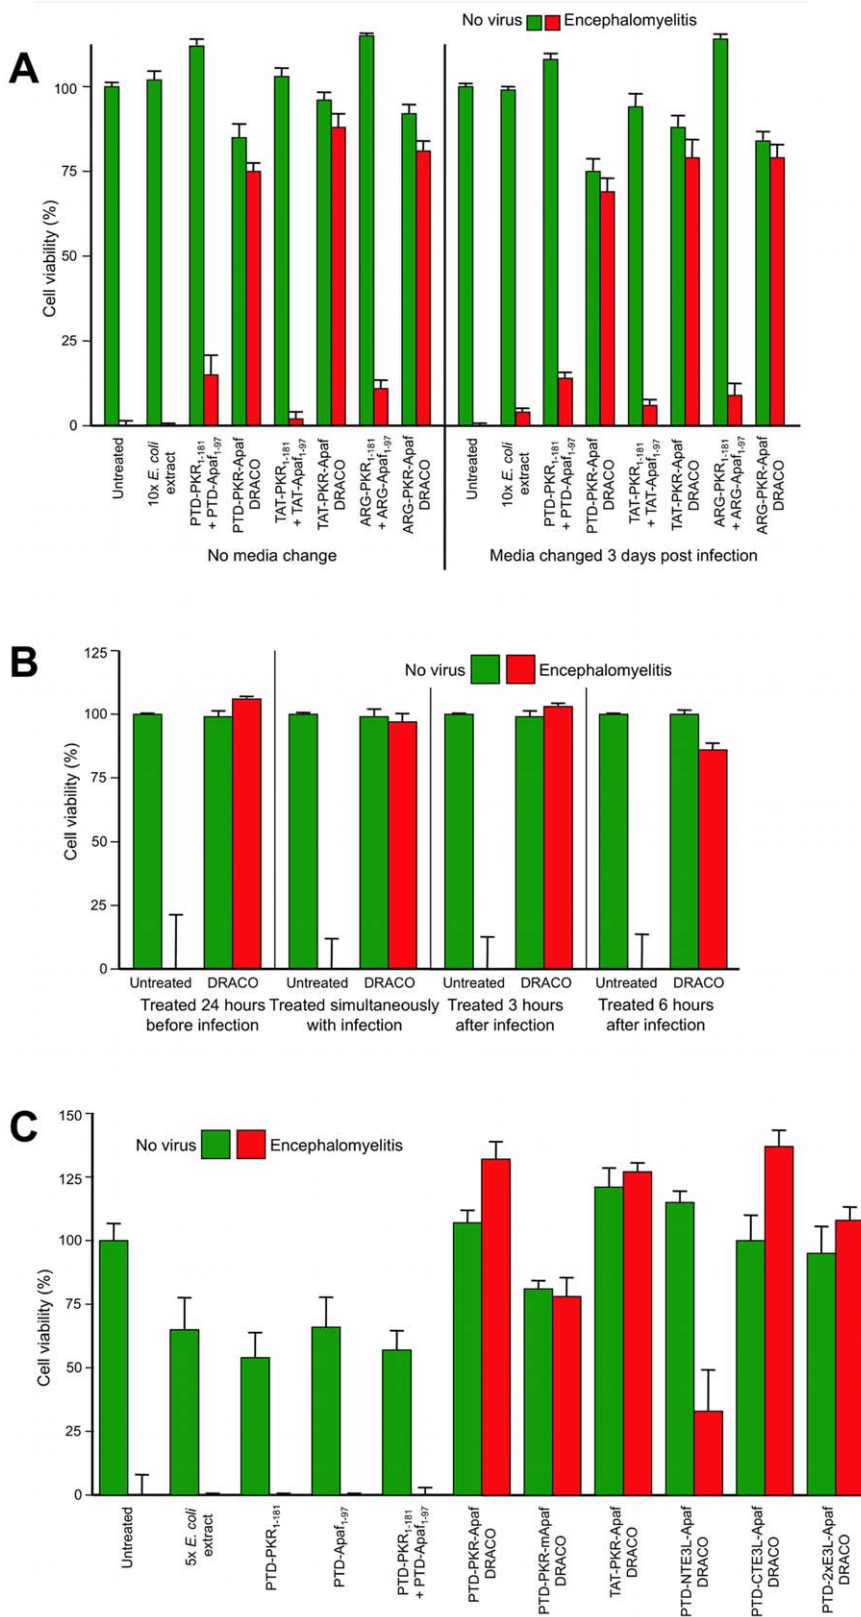 No virus Encephalomyelitis
A
100
75
50
25
0
Cell viability (%)
Untreated
10x E. coli
extract
PTD-PKR1-181
+ PTD-Apaf1-97
PTD-PKR-Apaf
DRACO
TAT-PKR1-181
+ TAT-Apaf1-97
TAT-PKR-Apaf
DRACO
ARG-PKR1-181
+ ARG-Apaf1-97
ARG-PKR-Apaf
DRACO
Untreated
10x E. coli
extract
PTD-PKR1-181
+ PTD-Apaf1-97
PTD-PKR-Apaf
DRACO
TAT-PKR1-181
+ TAT-Apaf1-97
TAT-PKR-Apaf
DRACO
ARG-PKR1-181
+ ARG-Apaf1-97
ARG-PKR-Apaf
DRACO
No media change
Media changed 3 days post infection
B
125
100
75
50
25
0
Cell viability (%)
No virus Encephalomyelitis
Untreated DRACO Untreated DRACO Untreated DRACO Untreated DRACO
Treated 24 hours
before infection
Treated simultaneously
with infection
Treated 3 hours
after infection
Treated 6 hours
after infection
C
150
125
100
75
50
25
0
Cell viability (%)
No virus Encephalomyelitis
Untreated
5x E. coli
extract
PTD-PKR1-181
PTD-Apaf1-97
PTD-PKR1-181
+ PTD-Apaf1-97
PTD-PKR-Apaf
DRACO
PTD-PKR-mApaf
DRACO
TAT-PKR-Apaf
DRACO
PTD-NTE3L-Apaf
DRACO
PTD-CTE3L-Apaf
DRACO
PTD-2xE3L-Apaf
DRACO